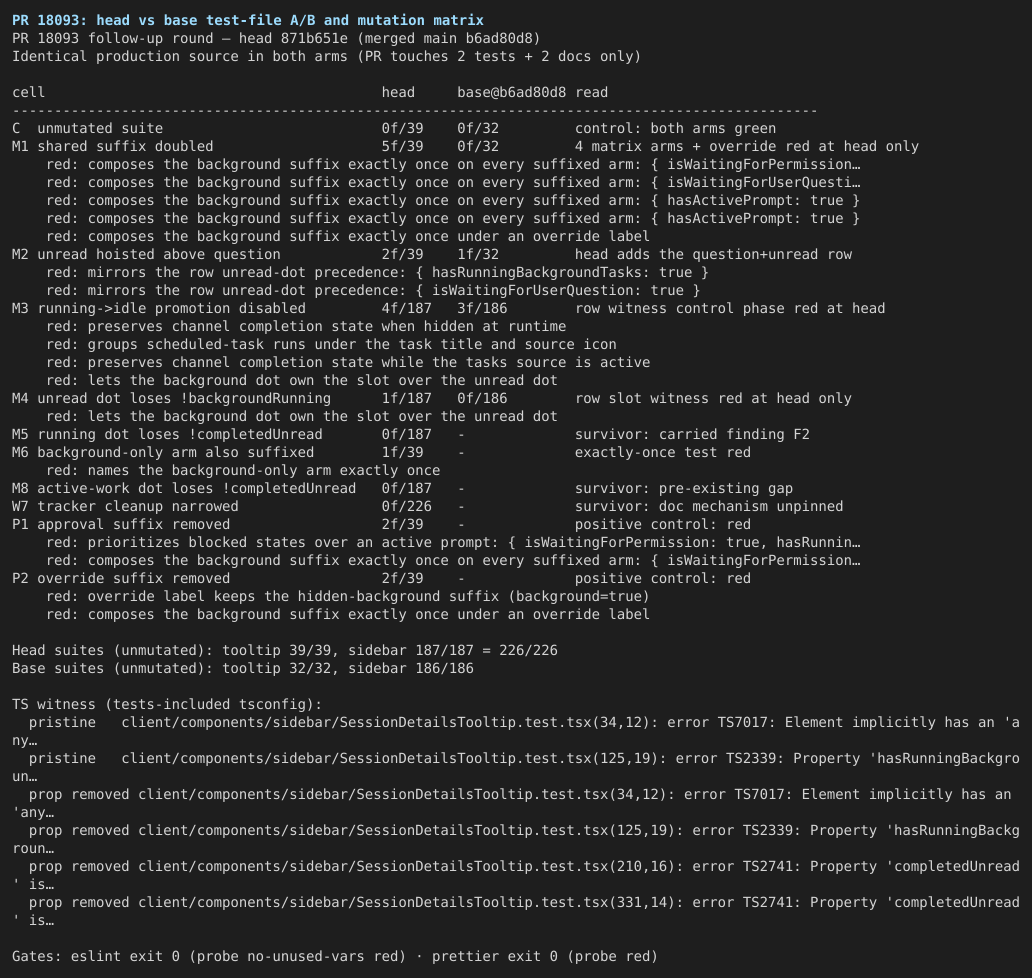 PR 18093: head vs base test-file A/B and mutation matrix
PR 18093 follow-up round — head 871b651e (merged main b6ad80d8)
Identical production source in both arms (PR touches 2 tests + 2 docs only)
cell head base@b6ad80d8 read
--------------------------------------------------------------------------------------------------
C  unmutated suite 0f/39 0f/32 control: both arms green
M1 shared suffix doubled 5f/39 0f/32 4 matrix arms + override red at head only
red: composes the background suffix exactly once on every suffixed arm: { isWaitingForPermission…
red: composes the background suffix exactly once on every suffixed arm: { isWaitingForUserQuesti…
red: composes the background suffix exactly once on every suffixed arm: { hasActivePrompt: true }
red: composes the background suffix exactly once on every suffixed arm: { hasActivePrompt: true }
red: composes the background suffix exactly once under an override label
M2 unread hoisted above question 2f/39 1f/32 head adds the question+unread row
red: mirrors the row unread-dot precedence: { hasRunningBackgroundTasks: true }
red: mirrors the row unread-dot precedence: { isWaitingForUserQuestion: true }
M3 running->idle promotion disabled 4f/187 3f/186 row witness control phase red at head
red: preserves channel completion state when hidden at runtime
red: groups scheduled-task runs under the task title and source icon
red: preserves channel completion state while the tasks source is active
red: lets the background dot own the slot over the unread dot
M4 unread dot loses !backgroundRunning 1f/187 0f/186 row slot witness red at head only
red: lets the background dot own the slot over the unread dot
M5 running dot loses !completedUnread 0f/187 - survivor: carried finding F2
M6 background-only arm also suffixed 1f/39 - exactly-once test red
red: names the background-only arm exactly once
M8 active-work dot loses !completedUnread 0f/187 - survivor: pre-existing gap
W7 tracker cleanup narrowed 0f/226 - survivor: doc mechanism unpinned
P1 approval suffix removed 2f/39 - positive control: red
red: prioritizes blocked states over an active prompt: { isWaitingForPermission: true, hasRunnin…
red: composes the background suffix exactly once on every suffixed arm: { isWaitingForPermission…
P2 override suffix removed 2f/39 - positive control: red
red: override label keeps the hidden-background suffix (background=true)
red: composes the background suffix exactly once under an override label
Head suites (unmutated): tooltip 39/39, sidebar 187/187 = 226/226
Base suites (unmutated): tooltip 32/32, sidebar 186/186
TS witness (tests-included tsconfig):
pristine   client/components/sidebar/SessionDetailsTooltip.test.tsx(34,12): error TS7017: Element implicitly has an 'a
ny…
pristine   client/components/sidebar/SessionDetailsTooltip.test.tsx(125,19): error TS2339: Property 'hasRunningBackgro
un…
prop removed client/components/sidebar/SessionDetailsTooltip.test.tsx(34,12): error TS7017: Element implicitly has an
'any…
prop removed client/components/sidebar/SessionDetailsTooltip.test.tsx(125,19): error TS2339: Property 'hasRunningBackg
roun…
prop removed client/components/sidebar/SessionDetailsTooltip.test.tsx(210,16): error TS2741: Property 'completedUnread
' is…
prop removed client/components/sidebar/SessionDetailsTooltip.test.tsx(331,14): error TS2741: Property 'completedUnread
' is…
Gates: eslint exit 0 (probe no-unused-vars red) · prettier exit 0 (probe red)